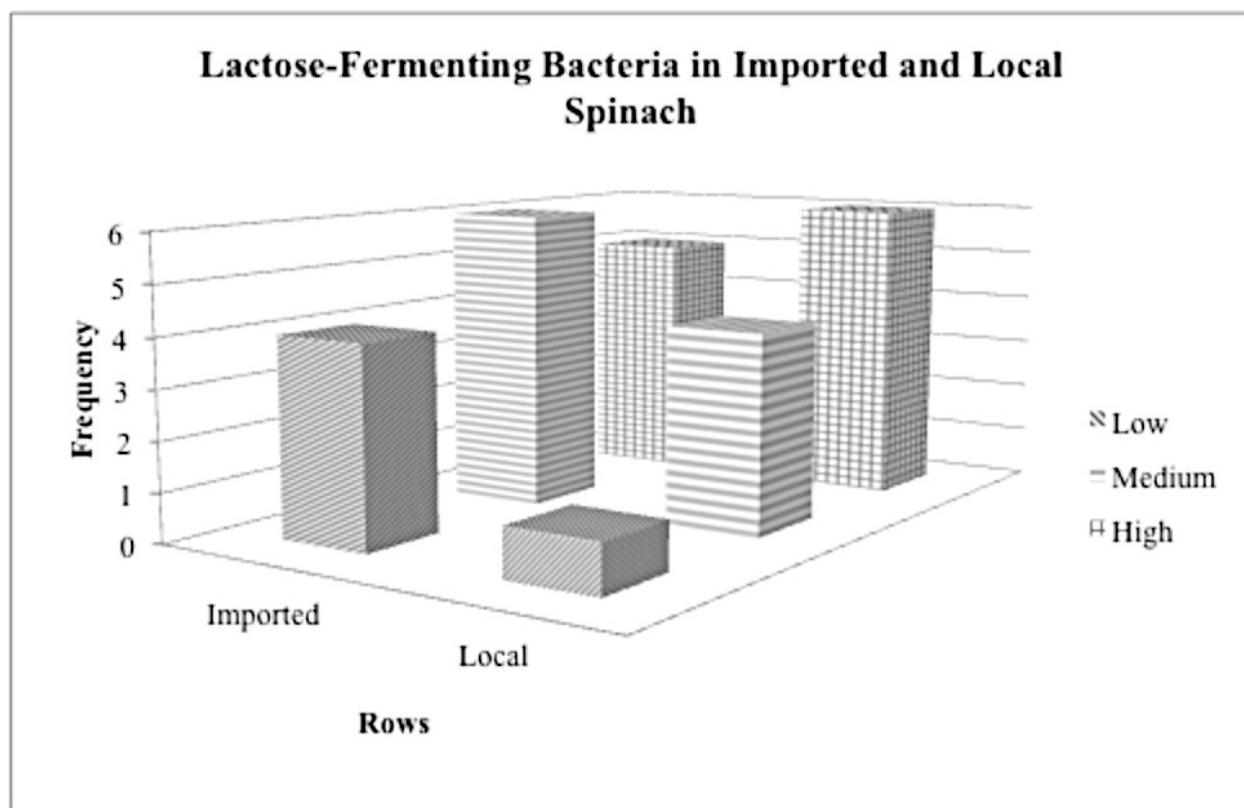 Lactose-Fermenting Bacteria in Imported and Local
Spinach
6
5
4
3
2
1
0
Frequency
Imported
Local
Rows
Low
Medium
High